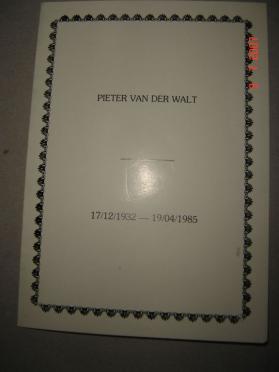 PIETER VAN DER WALT
17/12/1932 — 19/04/1985